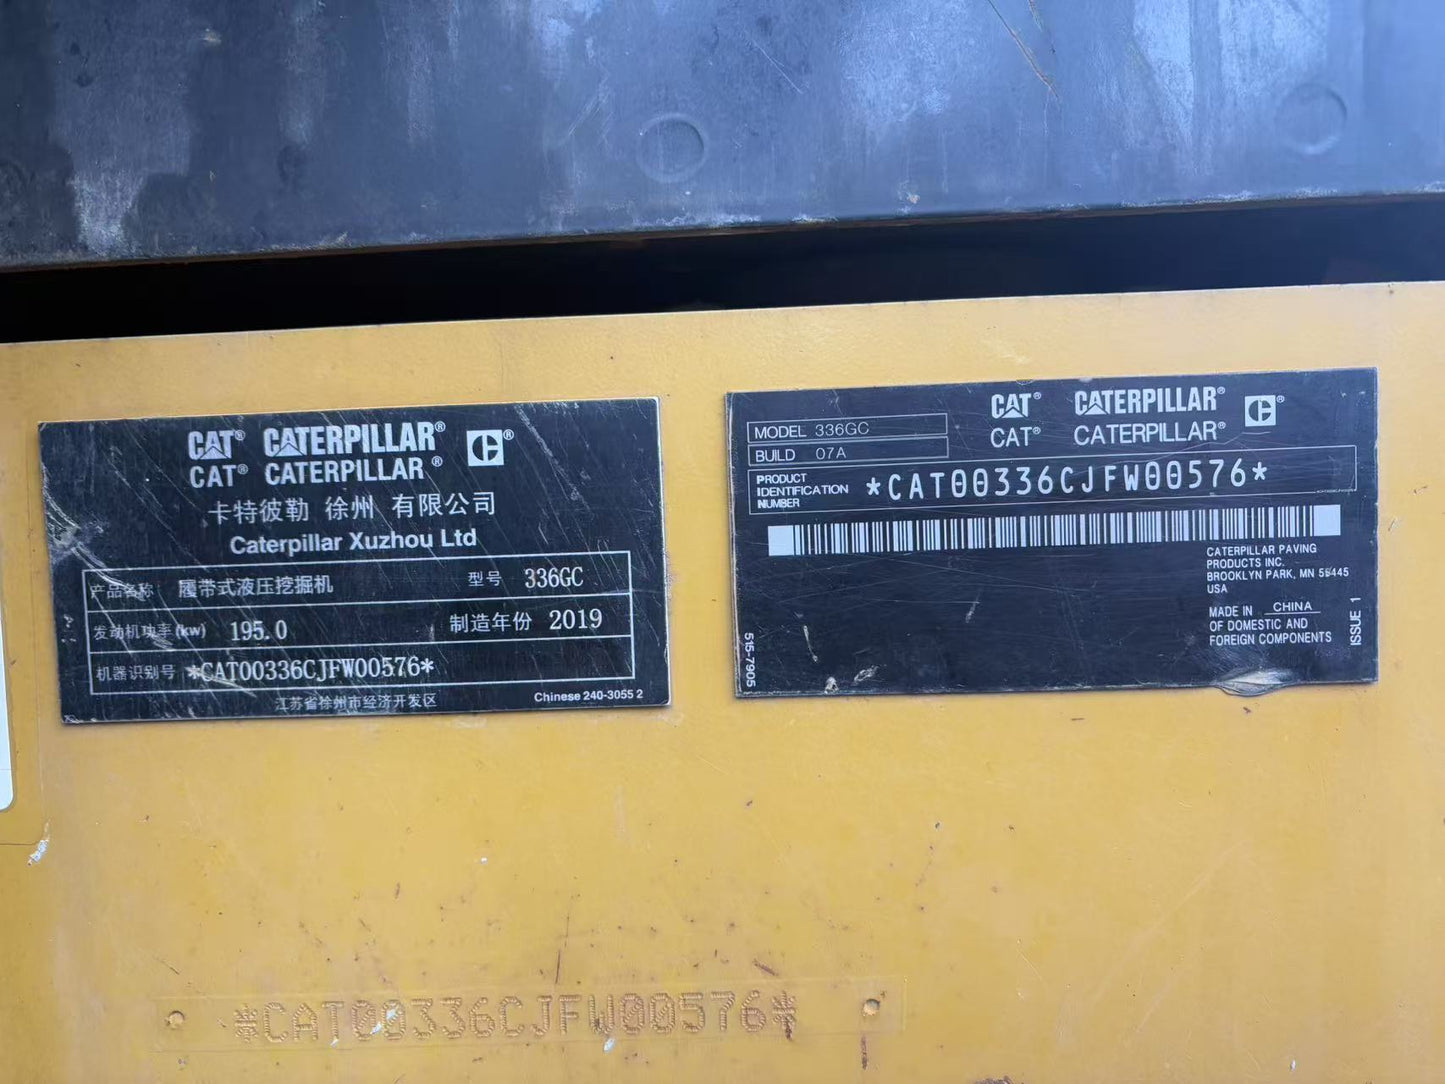 CAT® CATERPILLAR®
CAT® CATERPILLAR®
卡特彼勒 徐州 有限公司
Caterpillar Xuzhou Ltd
产品名称 履带式液压挖掘机 型号 336GC
发动机功率(kw) 195.0 制造年份 2019
机器识别号 *CAT00336CJFW00576*
江苏省徐州市经济开发区 Chinese 240-3055 2
CAT® CATERPILLAR® ®
CAT® CATERPILLAR®
MODEL 336GC
BUILD 07A
PRODUCT
IDENTIFICATION
NUMBER
*CAT00336CJFW00576*
CATERPILLAR PAVING
PRODUCTS INC.
BROOKLYN PARK, MN 55445
USA
MADE IN CHINA
OF DOMESTIC AND
FOREIGN COMPONENTS
ISSUE 1
515-7905
*CAT00336CJFW00576*